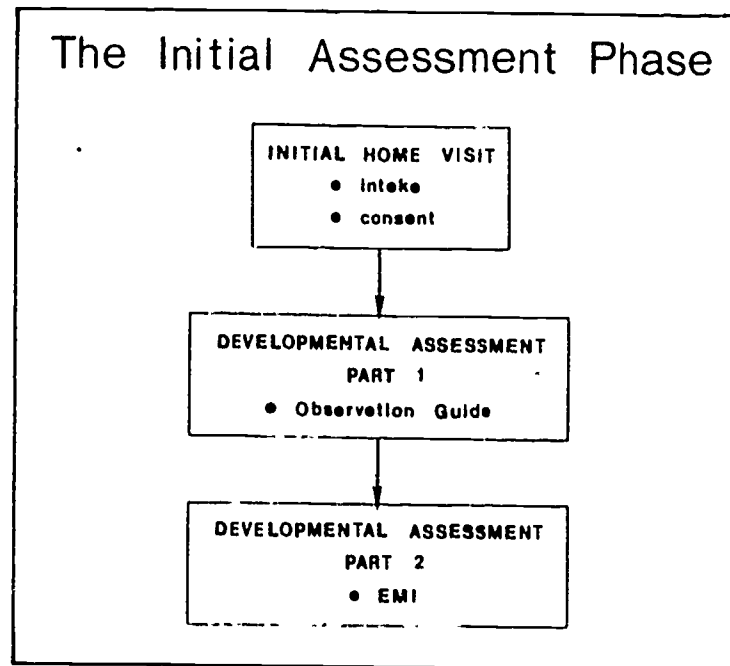 The Initial Assessment Phase
INITIAL HOME VISIT
• Intake
• consent
DEVELOPMENTAL ASSESSMENT
PART 1
• Observation Guide
DEVELOPMENTAL ASSESSMENT
PART 2
• EMI